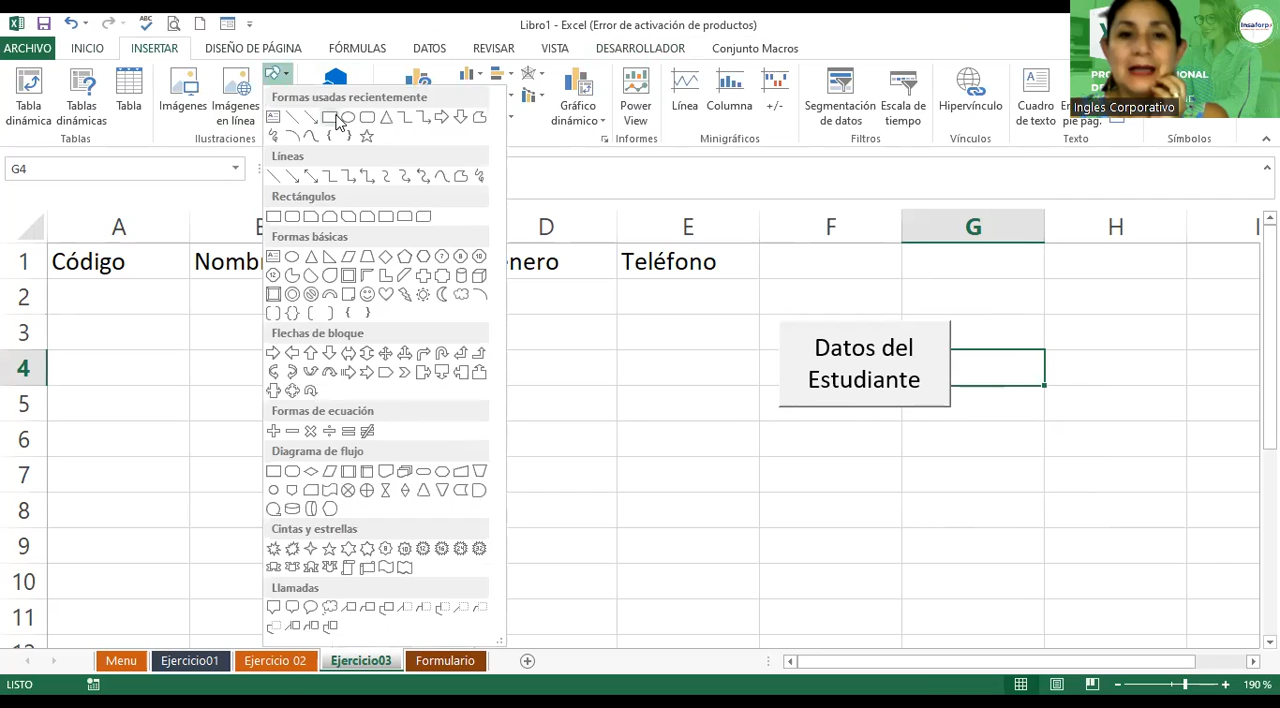 Libro1 - Excel (Error de activación de productos)
ARCHIVO INICIO INSERTAR DISEÑO DE PÁGINA FÓRMULAS DATOS REVISAR VISTA DESARROLLADOR Conjunto Macros
Tabla dinámica
Tablas dinámicas
Tabla
Tablas
Imágenes
Imágenes en línea
Ilustraciones
Gráfico dinámico
Power View
Informes
Línea
Columna
+/-
Minigráficos
Segmentación de datos
Escala de tiempo
Filtros
Hipervínculo
Vínculos
Cuadro de texto
pie pág.
Texto
Símbolos
Insaforp
Ingles Corporativo
G4
Formas usadas recientemente
Líneas
Rectángulos
Formas básicas
Flechas de bloque
Formas de ecuación
Diagrama de flujo
Cintas y estrellas
Llamadas
A D E F G H I
1 Código Nomb enero Teléfono
2
3
4
5
6
7
8
9
10
11
Datos del
Estudiante
Menu Ejercicio01 Ejercicio 02 Ejercicio03 Formulario
LISTO 190 %